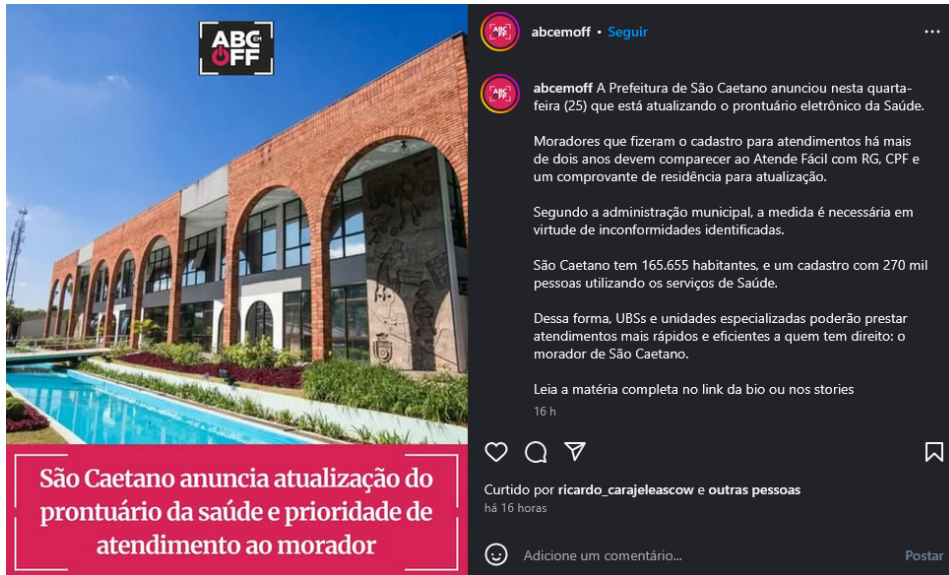 ABC
EM
OFF
São Caetano anuncia atualização do
prontuário da saúde e prioridade de
atendimento ao morador
abcemoff • Seguir
abcemoff A Prefeitura de São Caetano anunciou nesta quarta-
feira (25) que está atualizando o prontuário eletrônico da Saúde.
Moradores que fizeram o cadastro para atendimentos há mais
de dois anos devem comparecer ao Atende Fácil com RG, CPF e
um comprovante de residência para atualização.
Segundo a administração municipal, a medida é necessária em
virtude de inconformidades identificadas.
São Caetano tem 165.655 habitantes, e um cadastro com 270 mil
pessoas utilizando os serviços de Saúde.
Dessa forma, UBSs e unidades especializadas poderão prestar
atendimentos mais rápidos e eficientes a quem tem direito: o
morador de São Caetano.
Leia a matéria completa no link da bio ou nos stories
16 h
Curtido por ricardo_carajeleascow e outras pessoas
há 16 horas
Adicione um comentário...
Postar